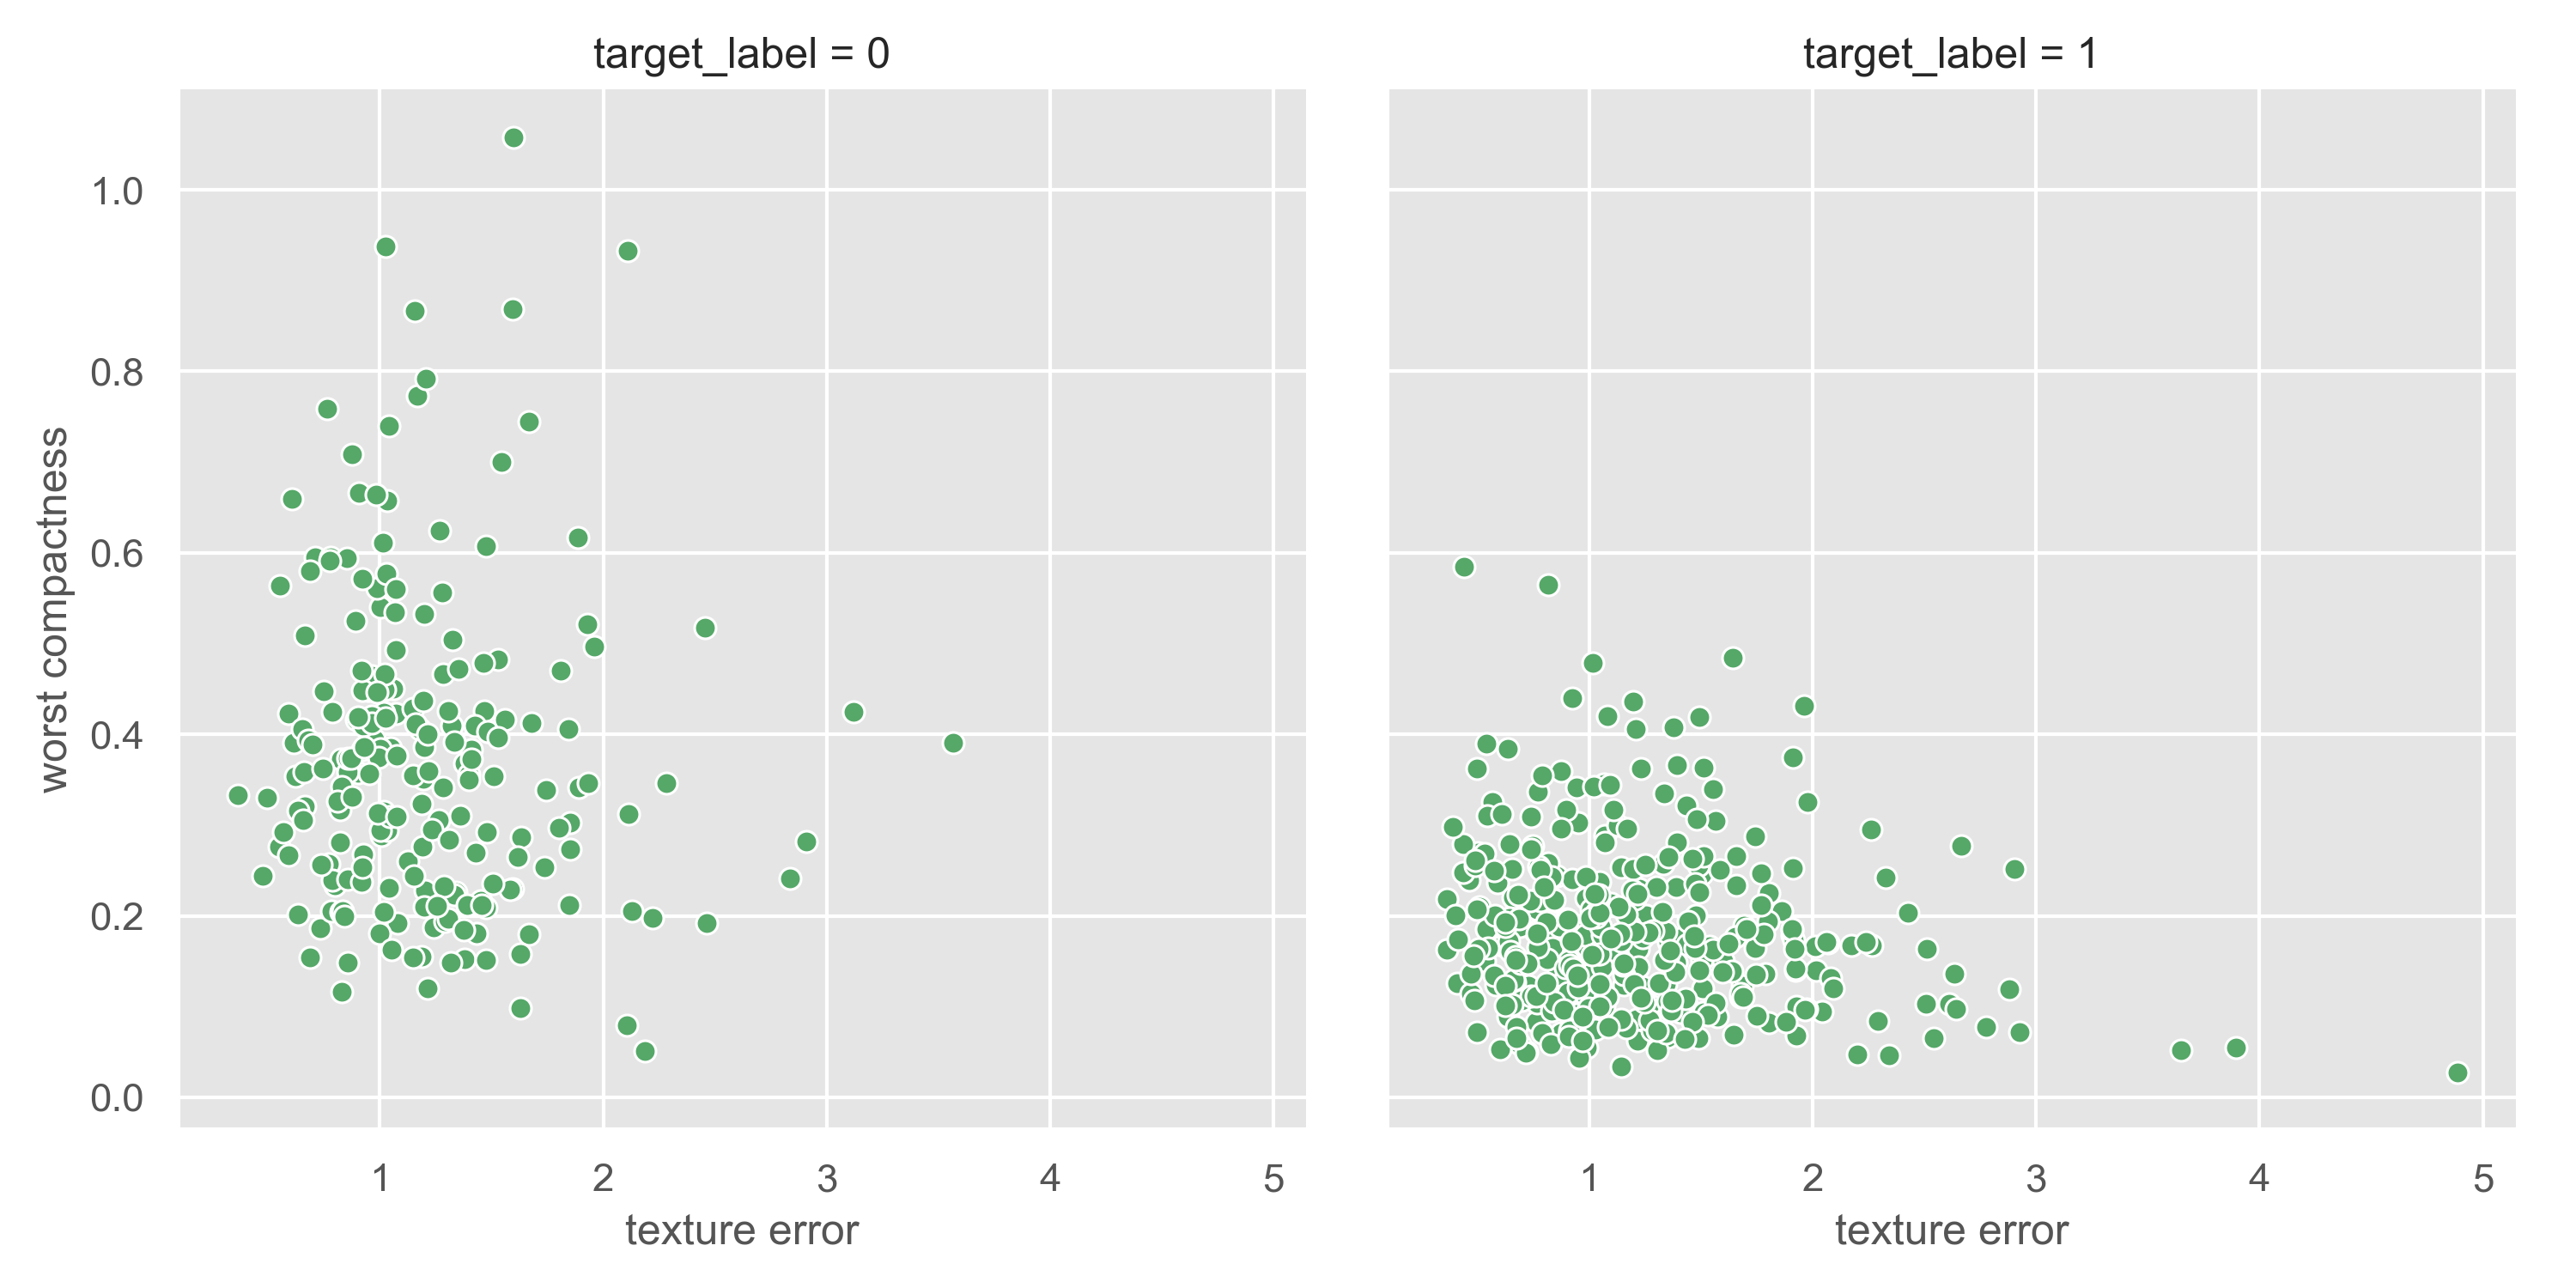 target_label = 0
target_label = 1
1.0
0.8
0.6
0.4
0.2
0.0
worst compactness
1 2 3 4 5
1 2 3 4 5
texture error
texture error